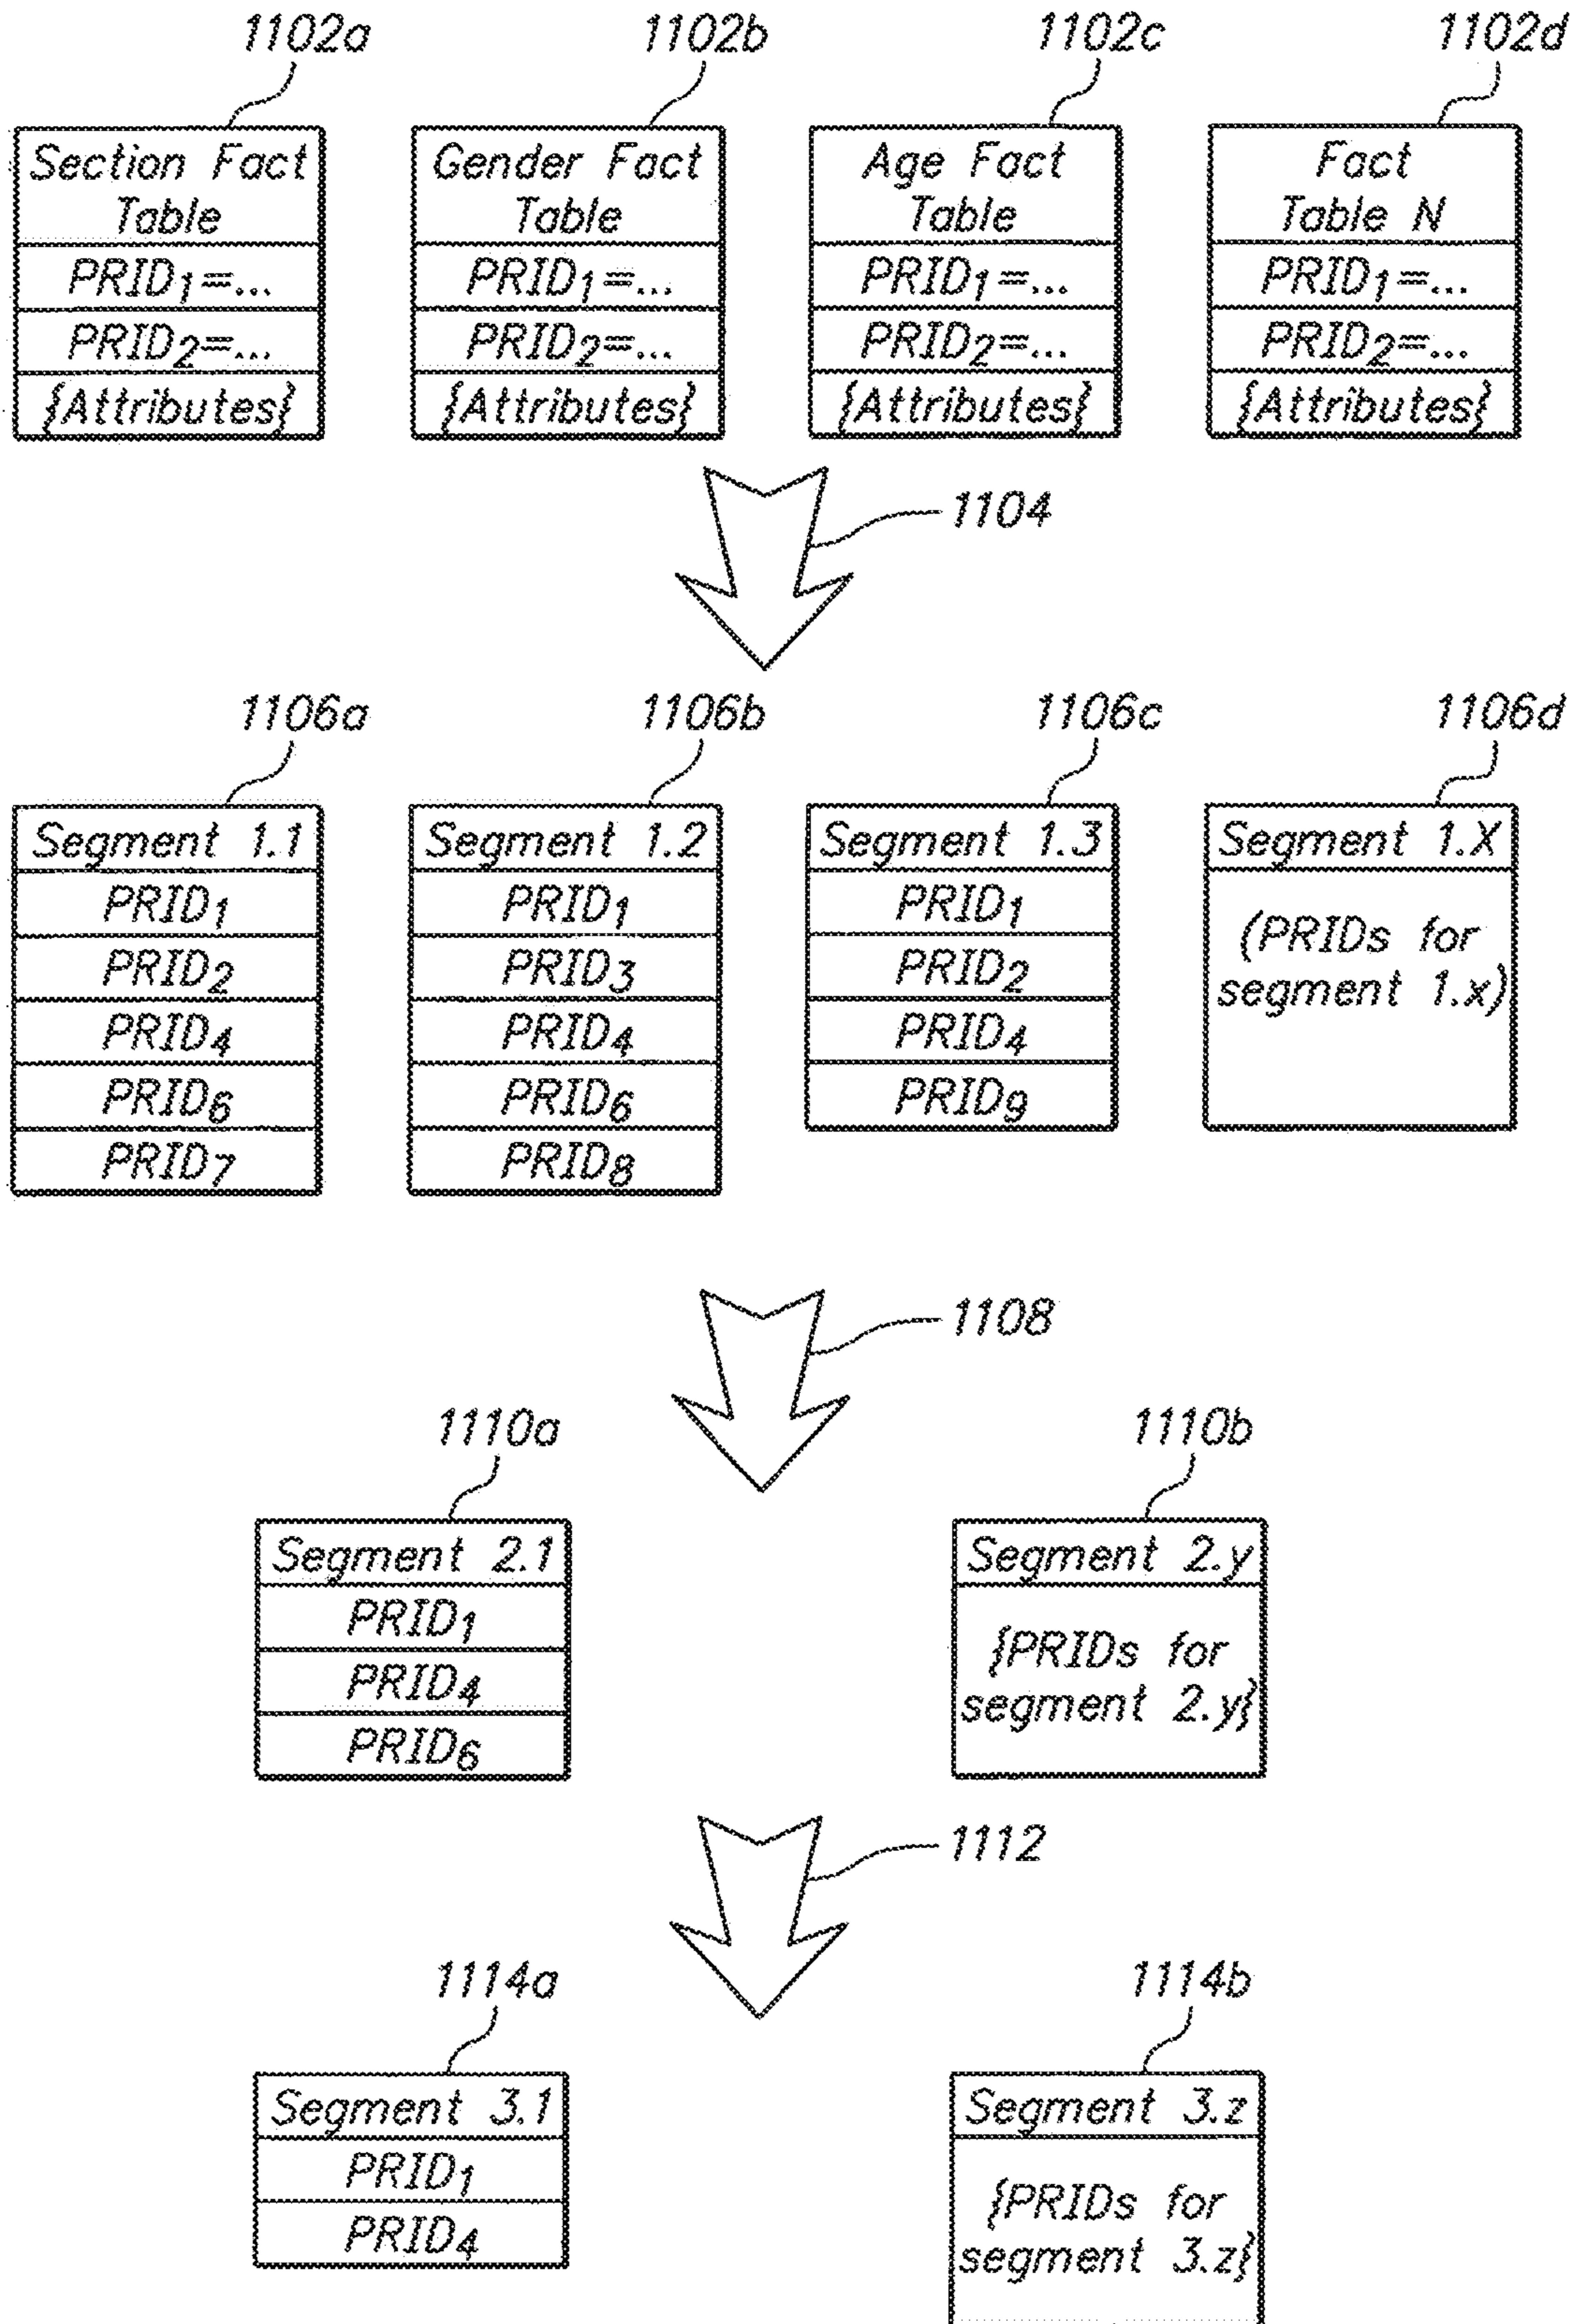 1102a 1102b 1102c 1102d
Section Fact Table
PRID1=...
PRID2=...
{Attributes}
Gender Fact Table
PRID1=...
PRID2=...
{Attributes}
Age Fact Table
PRID1=...
PRID2=...
{Attributes}
Fact Table N
PRID1=...
PRID2=...
{Attributes}
1104
1106a 1106b 1106c 1106d
Segment 1.1
PRID1
PRID2
PRID4
PRID6
PRID7
Segment 1.2
PRID1
PRID3
PRID4
PRID6
PRID8
Segment 1.3
PRID1
PRID2
PRID4
PRID9
Segment 1.X
(PRIDs for
segment 1.x)
1108
1110a 1110b
Segment 2.1
PRID1
PRID4
PRID6
Segment 2.y
{PRIDs for
segment 2.y}
1112
1114a 1114b
Segment 3.1
PRID1
PRID4
Segment 3.z
{PRIDs for
segment 3.z}